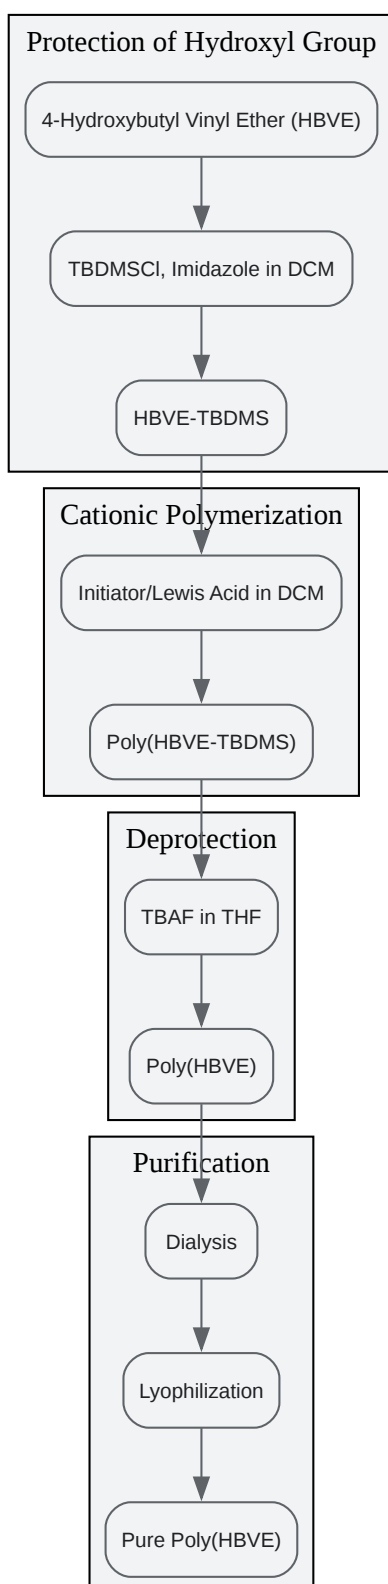 Protection of Hydroxyl Group
4-Hydroxybutyl Vinyl Ether (HBVE)
TBDMSCl, Imidazole in DCM
HBVE-TBDMS
Cationic Polymerization
Initiator/Lewis Acid in DCM
Poly(HBVE-TBDMS)
Deprotection
TBAF in THF
Poly(HBVE)
Purification
Dialysis
Lyophilization
Pure Poly(HBVE)